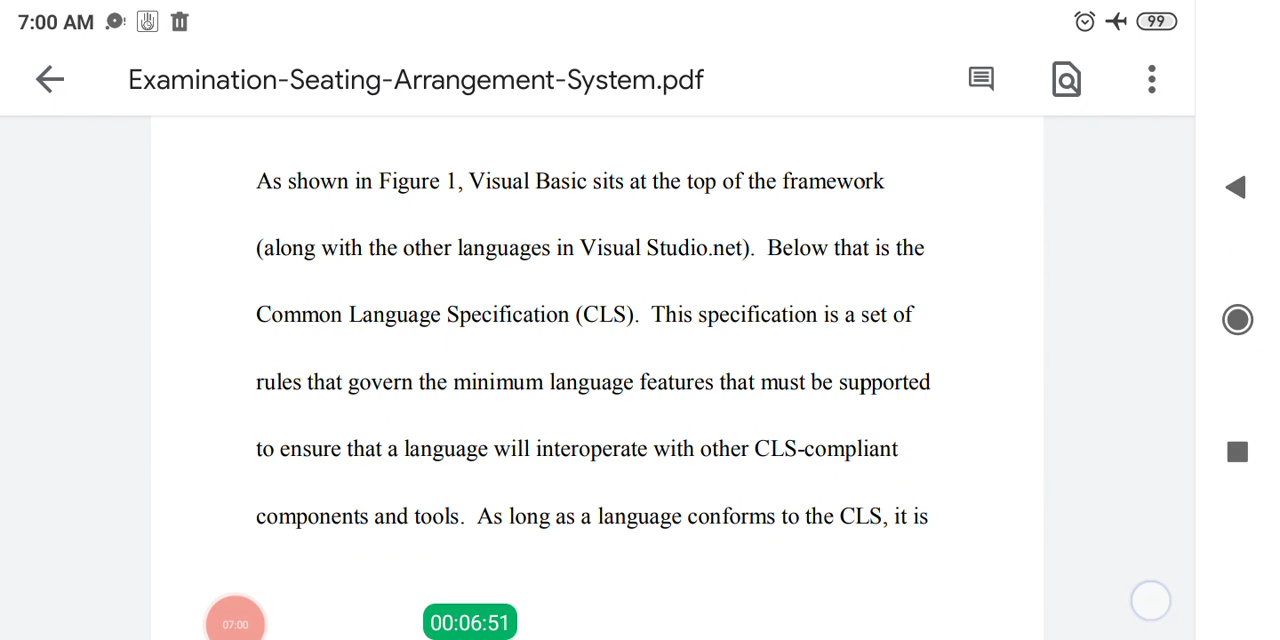 7:00 AM
99
Examination-Seating-Arrangement-System.pdf
As shown in Figure 1, Visual Basic sits at the top of the framework
(along with the other languages in Visual Studio.net).  Below that is the
Common Language Specification (CLS).  This specification is a set of
rules that govern the minimum language features that must be supported
to ensure that a language will interoperate with other CLS-compliant
components and tools.  As long as a language conforms to the CLS, it is
07:00
00:06:51